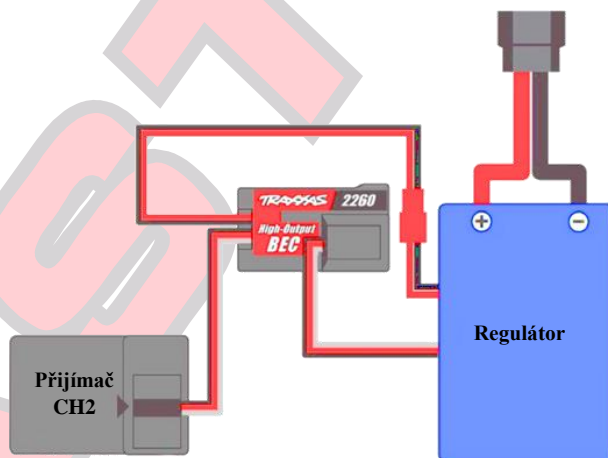 TRAXXAS 2260
High-Output
BEC
+
−
Regulátor
Přijímač
CH2